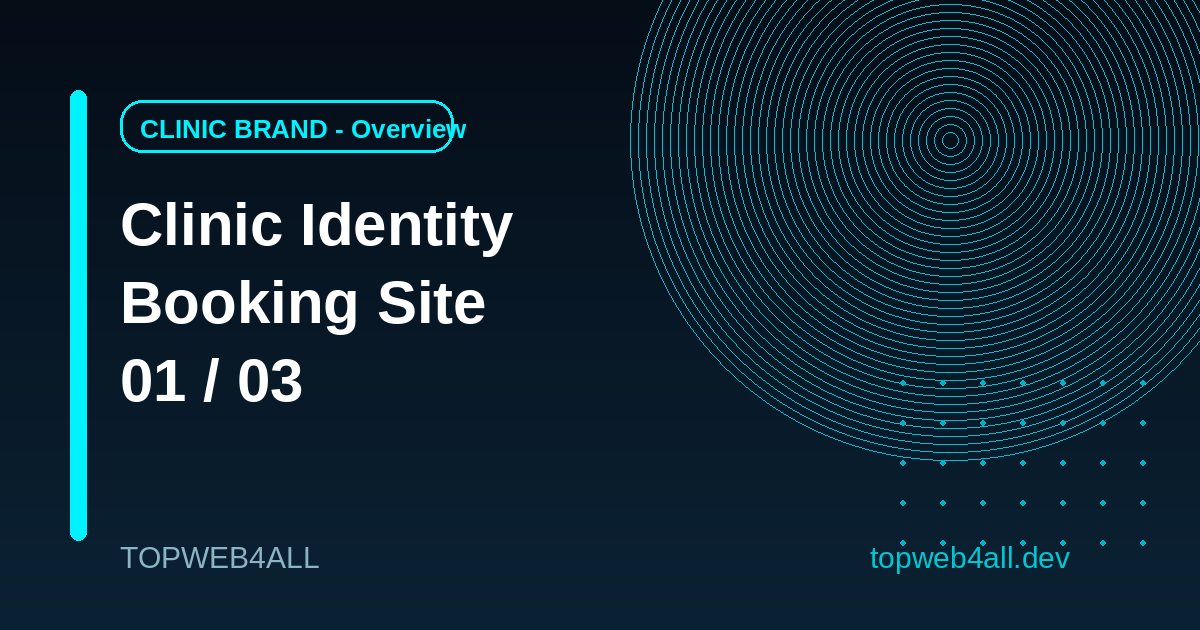 CLINIC BRAND - Overview
Clinic Identity
Booking Site
01 / 03
TOPWEB4ALL
topweb4all.dev